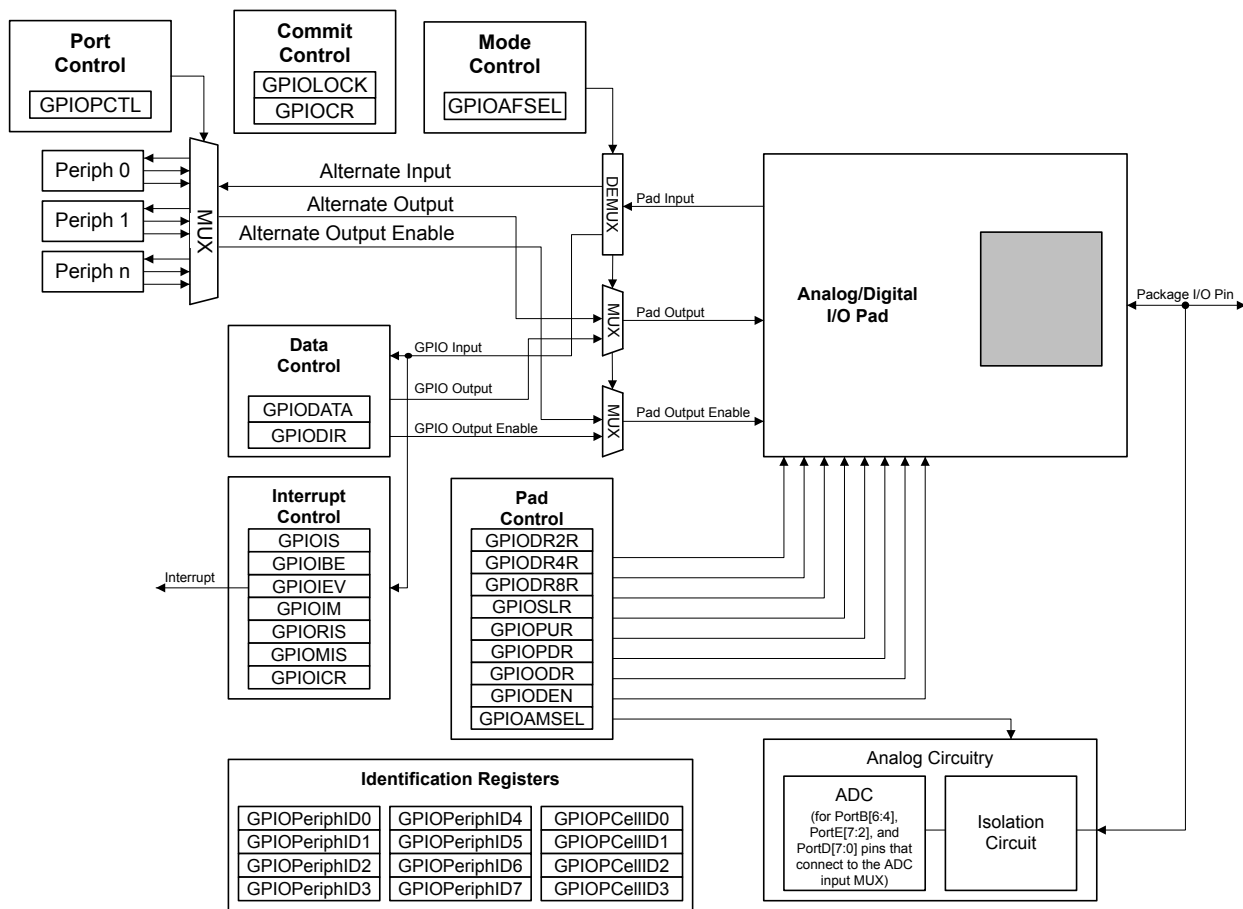 Port
Control
GPIOPCTL
Commit
Control
GPIOLOCK
GPIOCR
Mode
Control
GPIOAFSEL
Periph 0
Periph 1
Periph n
MUX
Alternate Input
Alternate Output
Alternate Output Enable
DEMUX
Pad Input
MUX
Pad Output
MUX
Pad Output Enable
Analog/Digital
I/O Pad
Package I/O Pin
Data
Control
GPIODATA
GPIODIR
GPIO Input
GPIO Output
GPIO Output Enable
Interrupt
Control
GPIOIS
GPIOIBE
GPIOIEV
GPIOIM
GPIORIS
GPIOMIS
GPIOICR
Interrupt
Pad
Control
GPIODR2R
GPIODR4R
GPIODR8R
GPIOSLR
GPIOPUR
GPIOPDR
GPIOODR
GPIODEN
GPIOAMSEL
Analog Circuitry
ADC
(for PortB[6:4],
PortE[7:2], and
PortD[7:0] pins that
connect to the ADC
input MUX)
Isolation
Circuit
Identification Registers
GPIOPeriphID0
GPIOPeriphID1
GPIOPeriphID2
GPIOPeriphID3
GPIOPeriphID4
GPIOPeriphID5
GPIOPeriphID6
GPIOPeriphID7
GPIOPCellID0
GPIOPCellID1
GPIOPCellID2
GPIOPCellID3